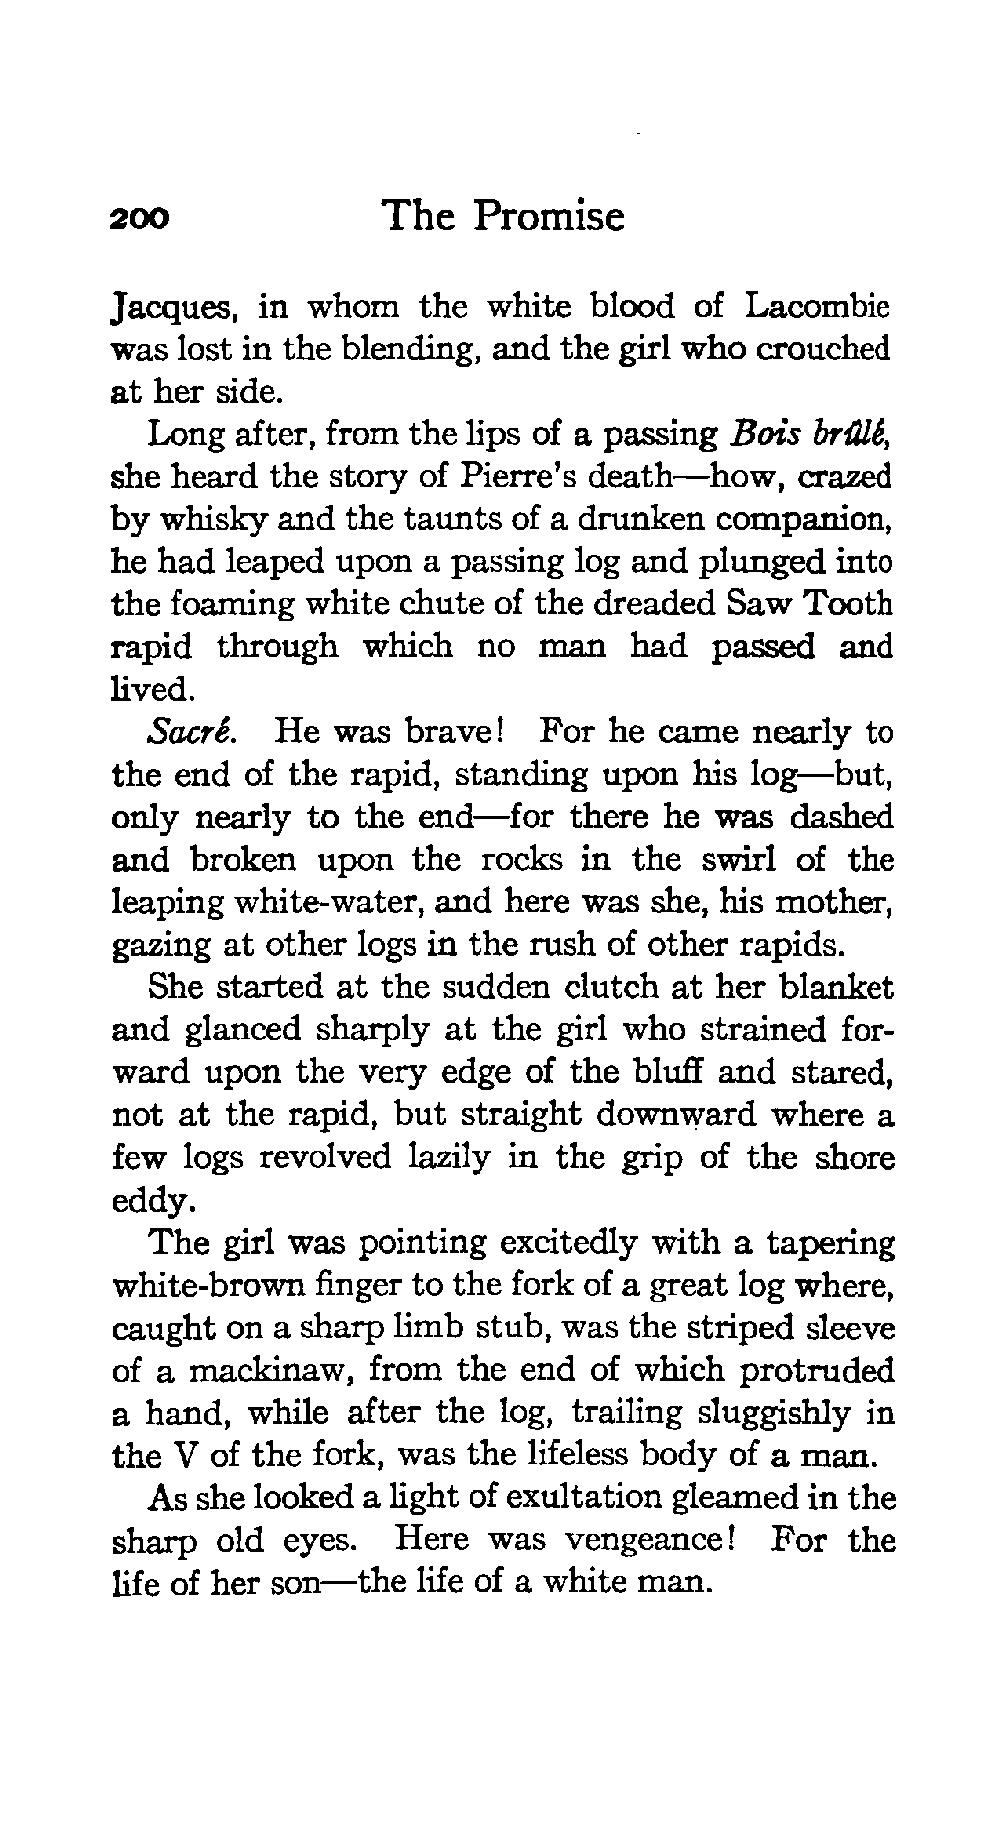 200 The Promise
Jacques, in whom the white blood of Lacombie
was lost in the blending, and the girl who crouched
at her side.
Long after, from the lips of a passing Bois brûlé,
she heard the story of Pierre's death—how, crazed
by whisky and the taunts of a drunken companion,
he had leaped upon a passing log and plunged into
the foaming white chute of the dreaded Saw Tooth
rapid through which no man had passed and
lived.
Sacré. He was brave! For he came nearly to
the end of the rapid, standing upon his log—but,
only nearly to the end—for there he was dashed
and broken upon the rocks in the swirl of the
leaping white-water, and here was she, his mother,
gazing at other logs in the rush of other rapids.
She started at the sudden clutch at her blanket
and glanced sharply at the girl who strained for-
ward upon the very edge of the bluff and stared,
not at the rapid, but straight downward where a
few logs revolved lazily in the grip of the shore
eddy.
The girl was pointing excitedly with a tapering
white-brown finger to the fork of a great log where,
caught on a sharp limb stub, was the striped sleeve
of a mackinaw, from the end of which protruded
a hand, while after the log, trailing sluggishly in
the V of the fork, was the lifeless body of a man.
As she looked a light of exultation gleamed in the
sharp old eyes. Here was vengeance! For the
life of her son—the life of a white man.